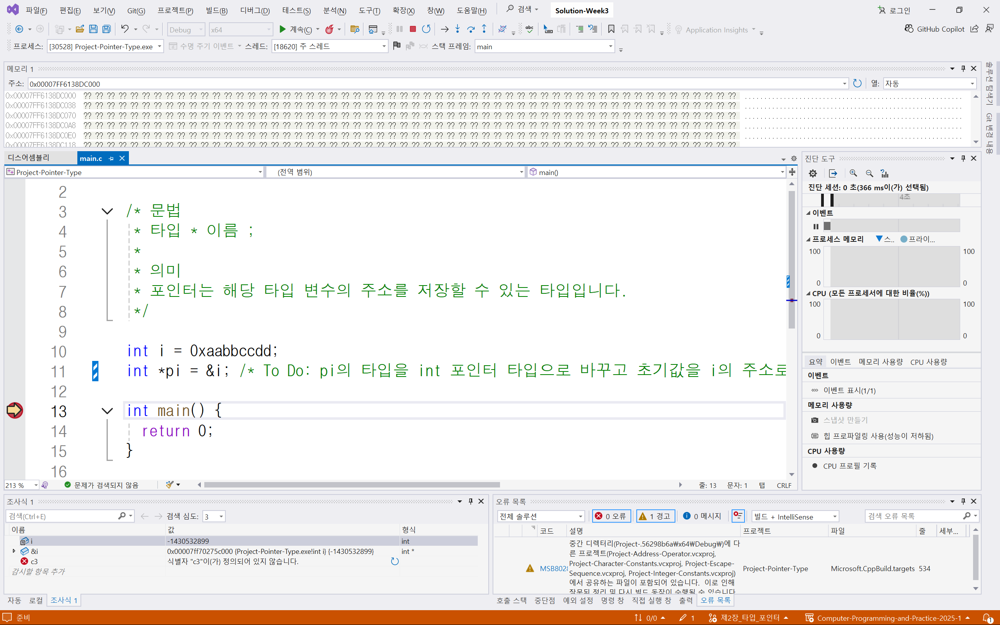 파일(F) 편집(E) 보기(V) Git(G) 프로젝트(P) 빌드(B) 디버그(D) 테스트(S) 분석(N) 도구(T) 확장(X) 창(W) 도움말(H) 검색 Solution-Week3 로그인
Debug x64 계속(C) Application Insights GitHub Copilot
프로세스: [30528] Project-Pointer-Type.exe 수명 주기 이벤트 스레드: [18620] 주 스레드 스택 프레임: main
메모리 1
주소: 0x00007FF6138DC000 열: 자동
0x00007FF6138DC000 ?? ?? ?? ?? ?? ?? ?? ?? ?? ?? ?? ?? ?? ?? ?? ?? ?? ?? ?? ?? ?? ?? ?? ?? ?? ?? ?? ?? ?? ?? ?? ?? ?? ?? ?? ?? ?? ?? ?? ?? ?? ?? ?? ?? ?? ?? ?? ?? ?? ?? ?? ?? ?? ?? ?? ?? ........................................................
0x00007FF6138DC038 ?? ?? ?? ?? ?? ?? ?? ?? ?? ?? ?? ?? ?? ?? ?? ?? ?? ?? ?? ?? ?? ?? ?? ?? ?? ?? ?? ?? ?? ?? ?? ?? ?? ?? ?? ?? ?? ?? ?? ?? ?? ?? ?? ?? ?? ?? ?? ?? ?? ?? ?? ?? ?? ?? ?? ?? ........................................................
0x00007FF6138DC070 ?? ?? ?? ?? ?? ?? ?? ?? ?? ?? ?? ?? ?? ?? ?? ?? ?? ?? ?? ?? ?? ?? ?? ?? ?? ?? ?? ?? ?? ?? ?? ?? ?? ?? ?? ?? ?? ?? ?? ?? ?? ?? ?? ?? ?? ?? ?? ?? ?? ?? ?? ?? ?? ?? ?? ?? ........................................................
0x00007FF6138DC0A8 ?? ?? ?? ?? ?? ?? ?? ?? ?? ?? ?? ?? ?? ?? ?? ?? ?? ?? ?? ?? ?? ?? ?? ?? ?? ?? ?? ?? ?? ?? ?? ?? ?? ?? ?? ?? ?? ?? ?? ?? ?? ?? ?? ?? ?? ?? ?? ?? ?? ?? ?? ?? ?? ?? ?? ?? ........................................................
0x00007FF6138DC0E0 ?? ?? ?? ?? ?? ?? ?? ?? ?? ?? ?? ?? ?? ?? ?? ?? ?? ?? ?? ?? ?? ?? ?? ?? ?? ?? ?? ?? ?? ?? ?? ?? ?? ?? ?? ?? ?? ?? ?? ?? ?? ?? ?? ?? ?? ?? ?? ?? ?? ?? ?? ?? ?? ?? ?? ?? ........................................................
0x00007FF6138DC118 ?? ?? ?? ?? ?? ?? ?? ?? ?? ?? ?? ?? ?? ?? ?? ?? ?? ?? ?? ?? ?? ?? ?? ?? ?? ?? ?? ?? ?? ?? ?? ?? ?? ?? ?? ?? ?? ?? ?? ?? ?? ?? ?? ?? ?? ?? ?? ?? ?? ?? ?? ?? ?? ?? ?? ??
솔루션 탐색기
Git 변경 내용
디스어셈블리 main.c
Project-Pointer-Type (전역 범위) main()
2
3 /* 문법
4 * 타입 * 이름 ;
5 *
6 * 의미
7 * 포인터는 해당 타입 변수의 주소를 저장할 수 있는 타입입니다.
8 */
9
10 int i = 0xaabbccdd;
11 int *pi = &i; /* To Do: pi의 타입을 int 포인터 타입으로 바꾸고 초기값을 i의 주소로
12
13 int main() {
14 return 0;
15 }
16
213 % 문제가 검색되지 않음 줄: 13 문자: 1 탭 CRLF
진단 도구
진단 세션: 0 초(366 ms이(가) 선택됨)
4초
이벤트
프로세스 메모리 스.. 프라이...
100 100
0 0
CPU (모든 프로세서에 대한 비율(%))
100 100
0 0
요약 이벤트 메모리 사용량 CPU 사용량
이벤트
이벤트 표시(1/1)
메모리 사용량
스냅샷 만들기
힙 프로파일링 사용(성능이 저하됨)
CPU 사용량
CPU 프로필 기록
조사식 1
검색(Ctrl+E) 검색 심도: 3
이름 값 형식
i -1430532899 int
&i 0x00007ff70275c000 {Project-Pointer-Type.exe!int i} {-1430532899} int *
c3 식별자 "c3"이(가) 정의되어 있지 않습니다.
감시할 항목 추가
자동 로컬 조사식 1
오류 목록
전체 솔루션 0 오류 1 경고 0 메시지 빌드 + IntelliSense 검색 오류 목록
코드 설명 프로젝트 파일 줄 세부...
중간 디렉터리(Project-.56298b6a\x64\Debug\)에 다
른 프로젝트(Project-Address-Operator.vcxproj,
Project-Character-Constants.vcxproj, Project-Escape-
Sequence.vcxproj, Project-Integer-Constants.vcxproj)
에서 공유하는 파일이 포함되어 있습니다. 이로 인해
잘못된 정리 및 다시 빌드 동작이 수행될 수 있습니다
MSB8028 Project-Pointer-Type Microsoft.CppBuild.targets 534
호출 스택 중단점 예외 설정 명령 창 직접 실행 창 출력 오류 목록
준비 0/0 1 제2장_타입_포인터 Computer-Programming-and-Practice-2025-1 1